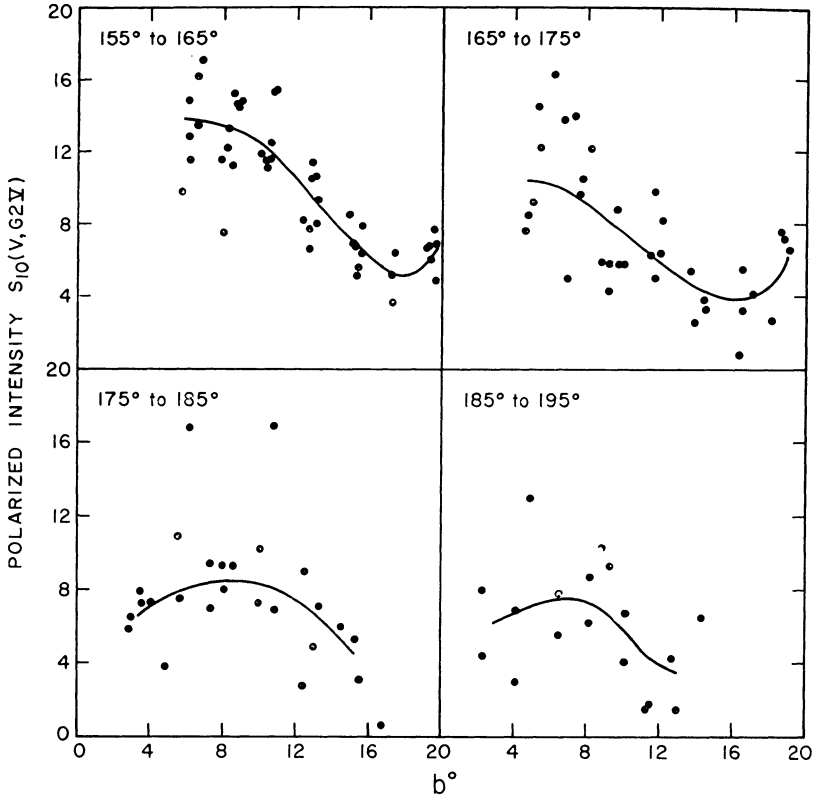 POLARIZED INTENSITY S10(V,G2V)
20
16
12
8
4
155° to 165°
165° to 175°
20
16
12
8
4
0
175° to 185°
185° to 195°
0 4 8 12 16 20 4 8 12 16 20
b°